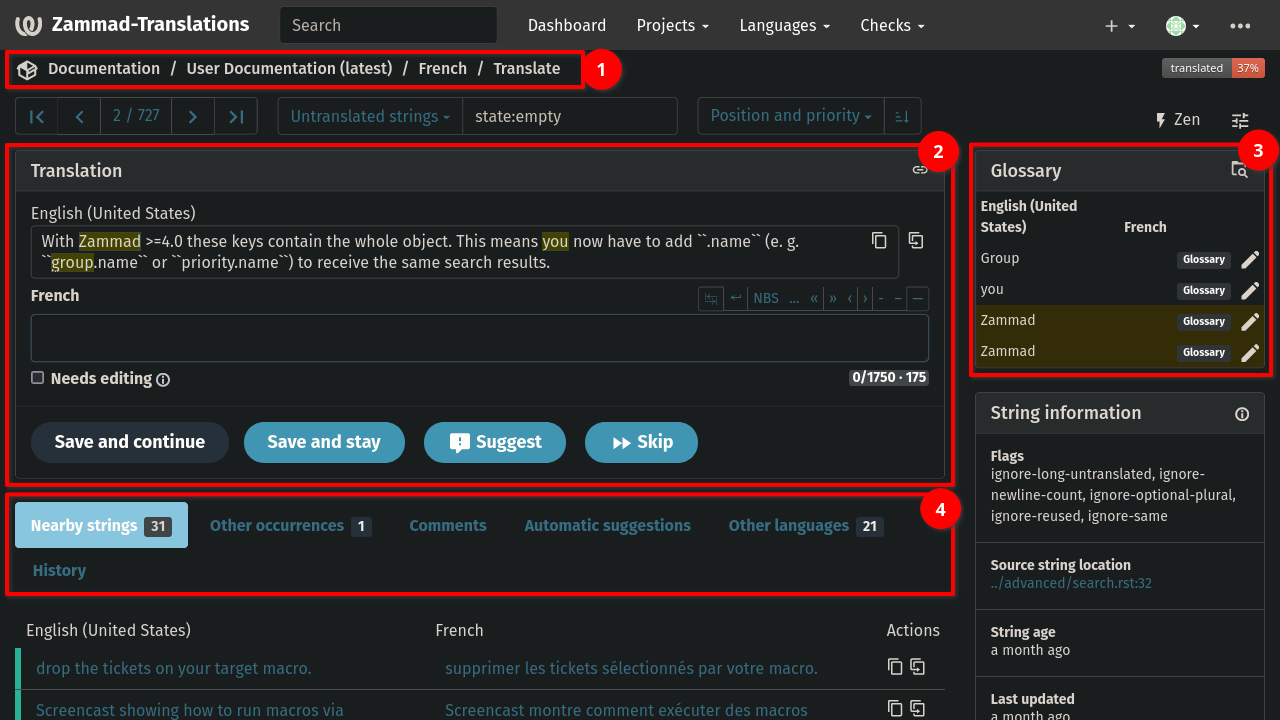 Zammad-Translations Search Dashboard Projects Languages Checks
Documentation / User Documentation (latest) / French / Translate 1 translated 37%
2 / 727 Untranslated strings state:empty Position and priority
Zen
2
3
Translation
Glossary
English (United States)
With Zammad >=4.0 these keys contain the whole object. This means you now have to add ``.name`` (e. g.
``group.name`` or ``priority.name``) to receive the same search results.
French
NBS … « » ‹ › - – —
Needs editing 0/1750 · 175
Save and continue Save and stay Suggest Skip
English (United
States) French
Group Glossary
you Glossary
Zammad Glossary
Zammad Glossary
4
Nearby strings 31 Other occurrences 1 Comments Automatic suggestions Other languages 21
History
String information
Flags
ignore-long-untranslated, ignore-
newline-count, ignore-optional-plural,
ignore-reused, ignore-same
Source string location
../advanced/search.rst:32
String age
a month ago
Last updated
a month ago
English (United States) French Actions
drop the tickets on your target macro. supprimer les tickets sélectionnés par votre macro.
Screencast showing how to run macros via Screencast montre comment exécuter des macros